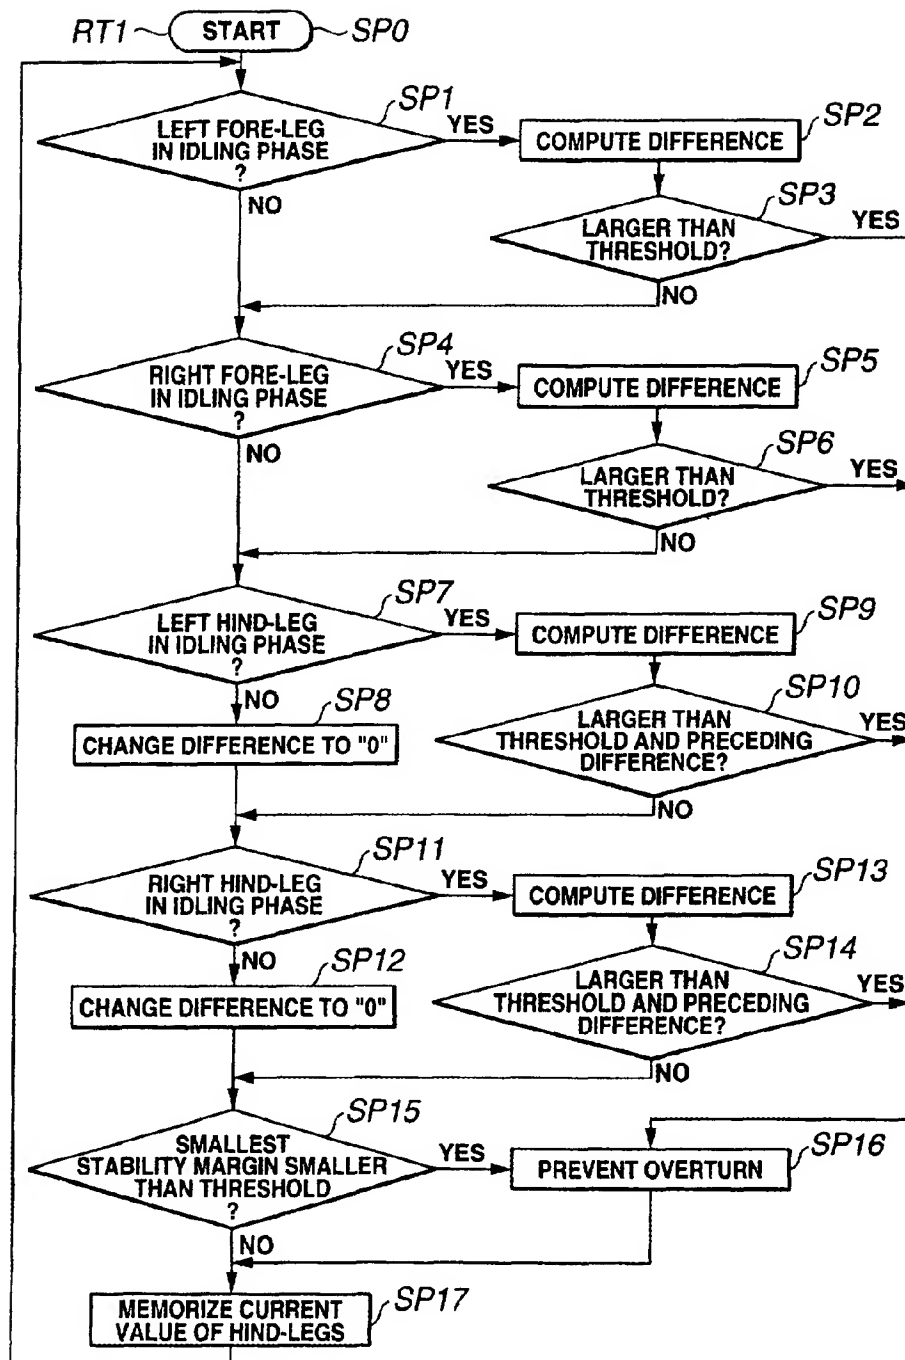 RT1 START SP0
SP1
LEFT FORE-LEG
IN IDLING PHASE
?
YES
NO
SP2
COMPUTE DIFFERENCE
SP3
LARGER THAN
THRESHOLD?
YES
NO
SP4
RIGHT FORE-LEG
IN IDLING PHASE
?
YES
NO
SP5
COMPUTE DIFFERENCE
SP6
LARGER THAN
THRESHOLD?
YES
NO
SP7
LEFT HIND-LEG
IN IDLING PHASE
?
YES
NO
SP8
CHANGE DIFFERENCE TO "0"
SP9
COMPUTE DIFFERENCE
SP10
LARGER THAN
THRESHOLD AND PRECEDING
DIFFERENCE?
YES
NO
SP11
RIGHT HIND-LEG
IN IDLING PHASE
?
YES
NO
SP12
CHANGE DIFFERENCE TO "0"
SP13
COMPUTE DIFFERENCE
SP14
LARGER THAN
THRESHOLD AND PRECEDING
DIFFERENCE?
YES
NO
SP15
SMALLEST
STABILITY MARGIN SMALLER
THAN THRESHOLD
?
YES
NO
SP16
PREVENT OVERTURN
SP17
MEMORIZE CURRENT
VALUE OF HIND-LEGS